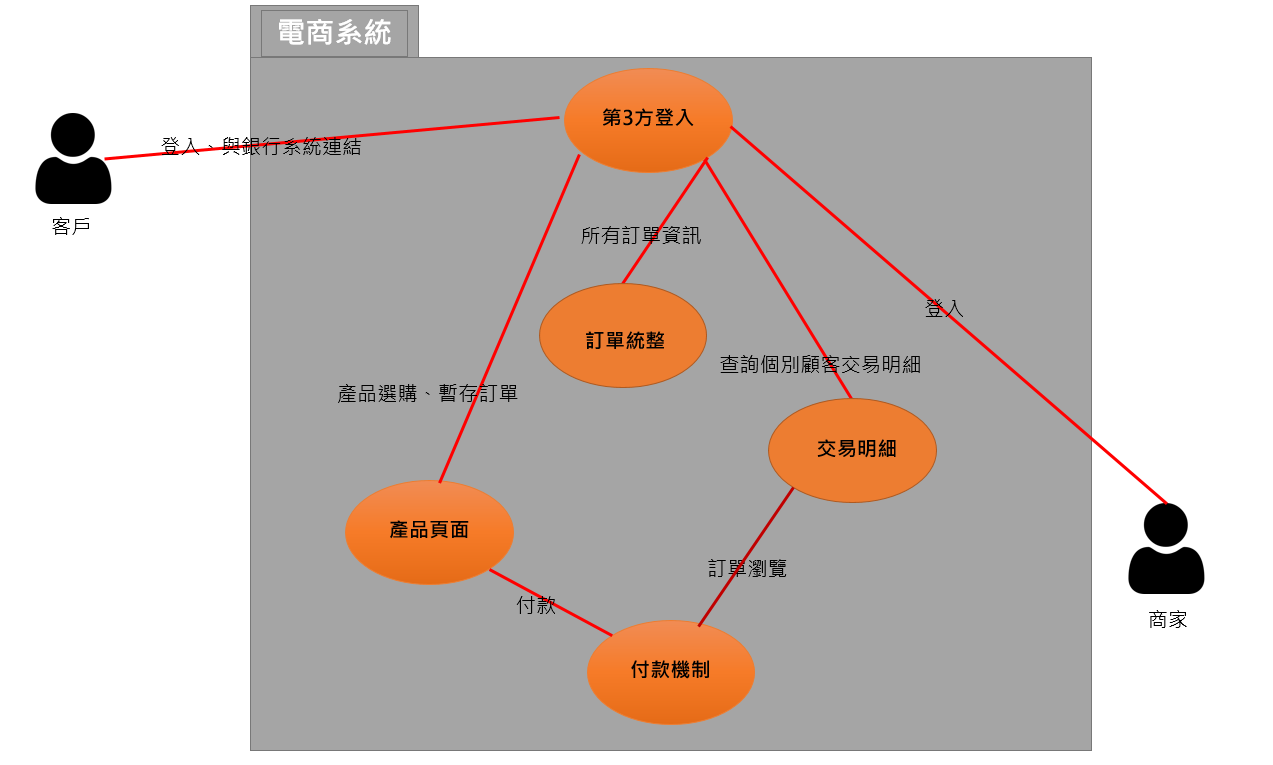 電商系統
第3方登入
登入、與銀行系統連結
客戶
所有訂單資訊
登入
訂單統整
查詢個別顧客交易明細
產品選購、暫存訂單
交易明細
產品頁面
訂單瀏覽
付款
商家
付款機制